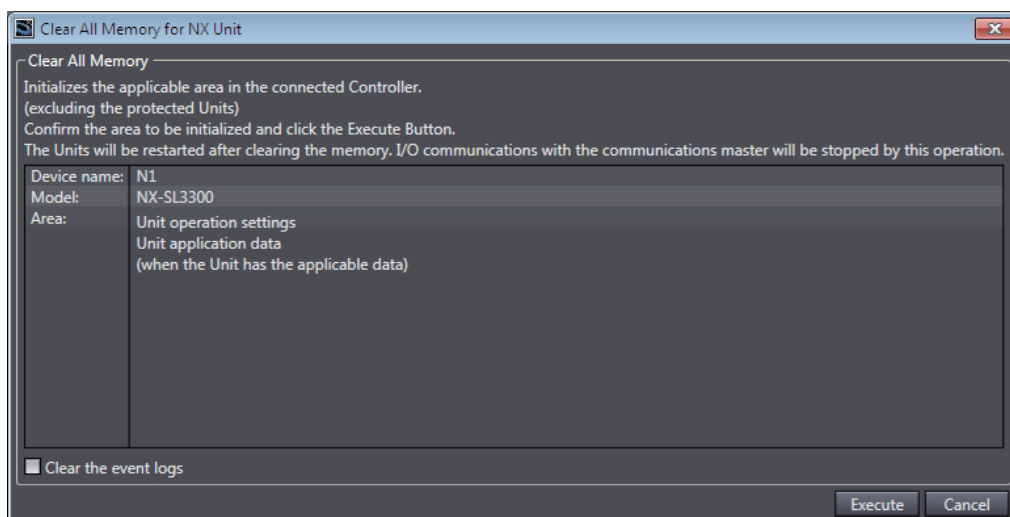 Clear All Memory for NX Unit
Clear All Memory
Initializes the applicable area in the connected Controller.
(excluding the protected Units)
Confirm the area to be initialized and click the Execute Button.
The Units will be restarted after clearing the memory. I/O communications with the communications master will be stopped by this operation.
Device name: N1
Model: NX-SL3300
Area: Unit operation settings
Unit application data
(when the Unit has the applicable data)
Clear the event logs
Execute Cancel